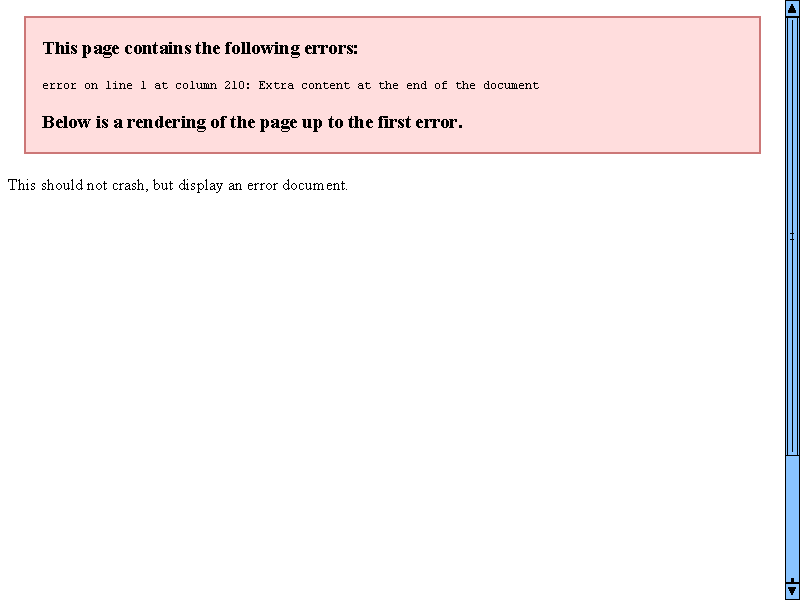 This page contains the following errors:
error on line 1 at column 210: Extra content at the end of the document
Below is a rendering of the page up to the first error.
This should not crash, but display an error document.